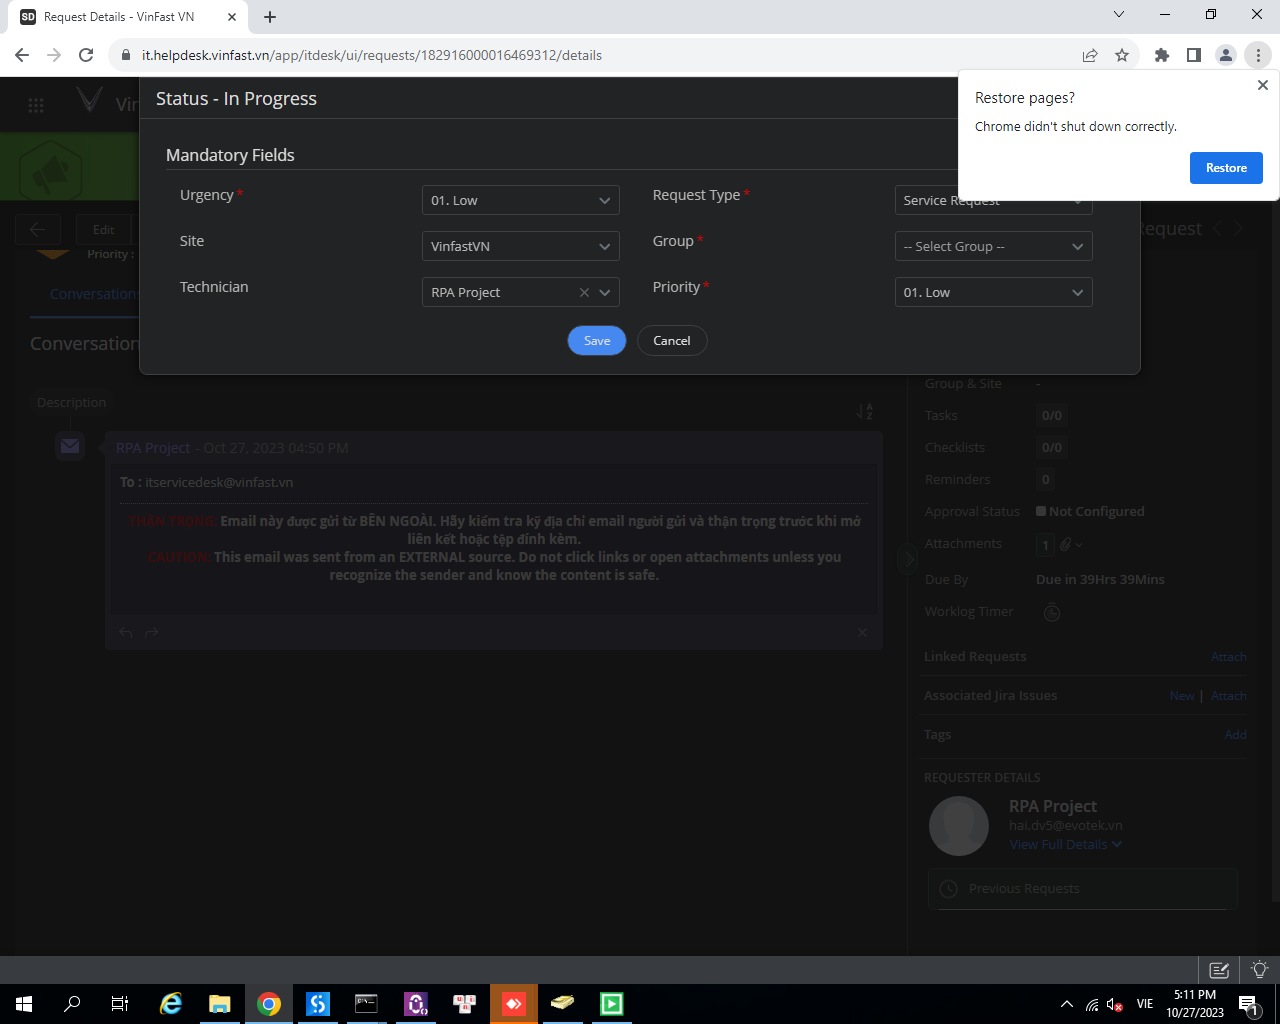 Request Details - VinFast VN
it.helpdesk.vinfast.vn/app/itdesk/ui/requests/182916000016469312/details
Restore pages?
Chrome didn't shut down correctly.
Restore
Status - In Progress
Mandatory Fields
Urgency *
01. Low
Request Type *
Service Request
Site
VinfastVN
Group *
-- Select Group --
Technician
RPA Project
Priority *
01. Low
Save
Cancel
Edit
Request
Priority :
Conversations
Conversation
Description
RPA Project - Oct 27, 2023 04:50 PM
To : itservicedesk@vinfast.vn
THẬN TRỌNG: Email này được gửi từ BÊN NGOÀI. Hãy kiểm tra kỹ địa chỉ email người gửi và thận trọng trước khi mở
liên kết hoặc tệp đính kèm.
CAUTION: This email was sent from an EXTERNAL source. Do not click links or open attachments unless you
recognize the sender and know the content is safe.
Group & Site -
Tasks 0/0
Checklists 0/0
Reminders 0
Approval Status Not Configured
Attachments 1
Due By Due in 39Hrs 39Mins
Worklog Timer
Linked Requests Attach
Associated Jira Issues New | Attach
Tags Add
REQUESTER DETAILS
RPA Project
hai.dv5@evotek.vn
View Full Details
Previous Requests
VIE
5:11 PM
10/27/2023
1